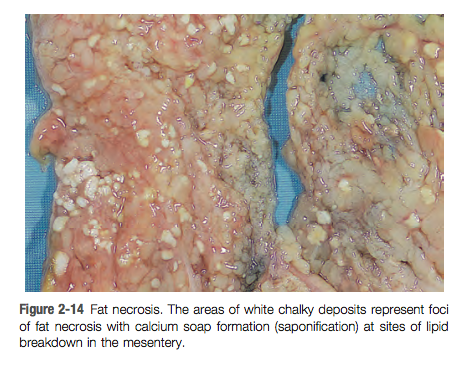 Figure 2-14 Fat necrosis. The areas of white chalky deposits represent foci
of fat necrosis with calcium soap formation (saponification) at sites of lipid
breakdown in the mesentery.